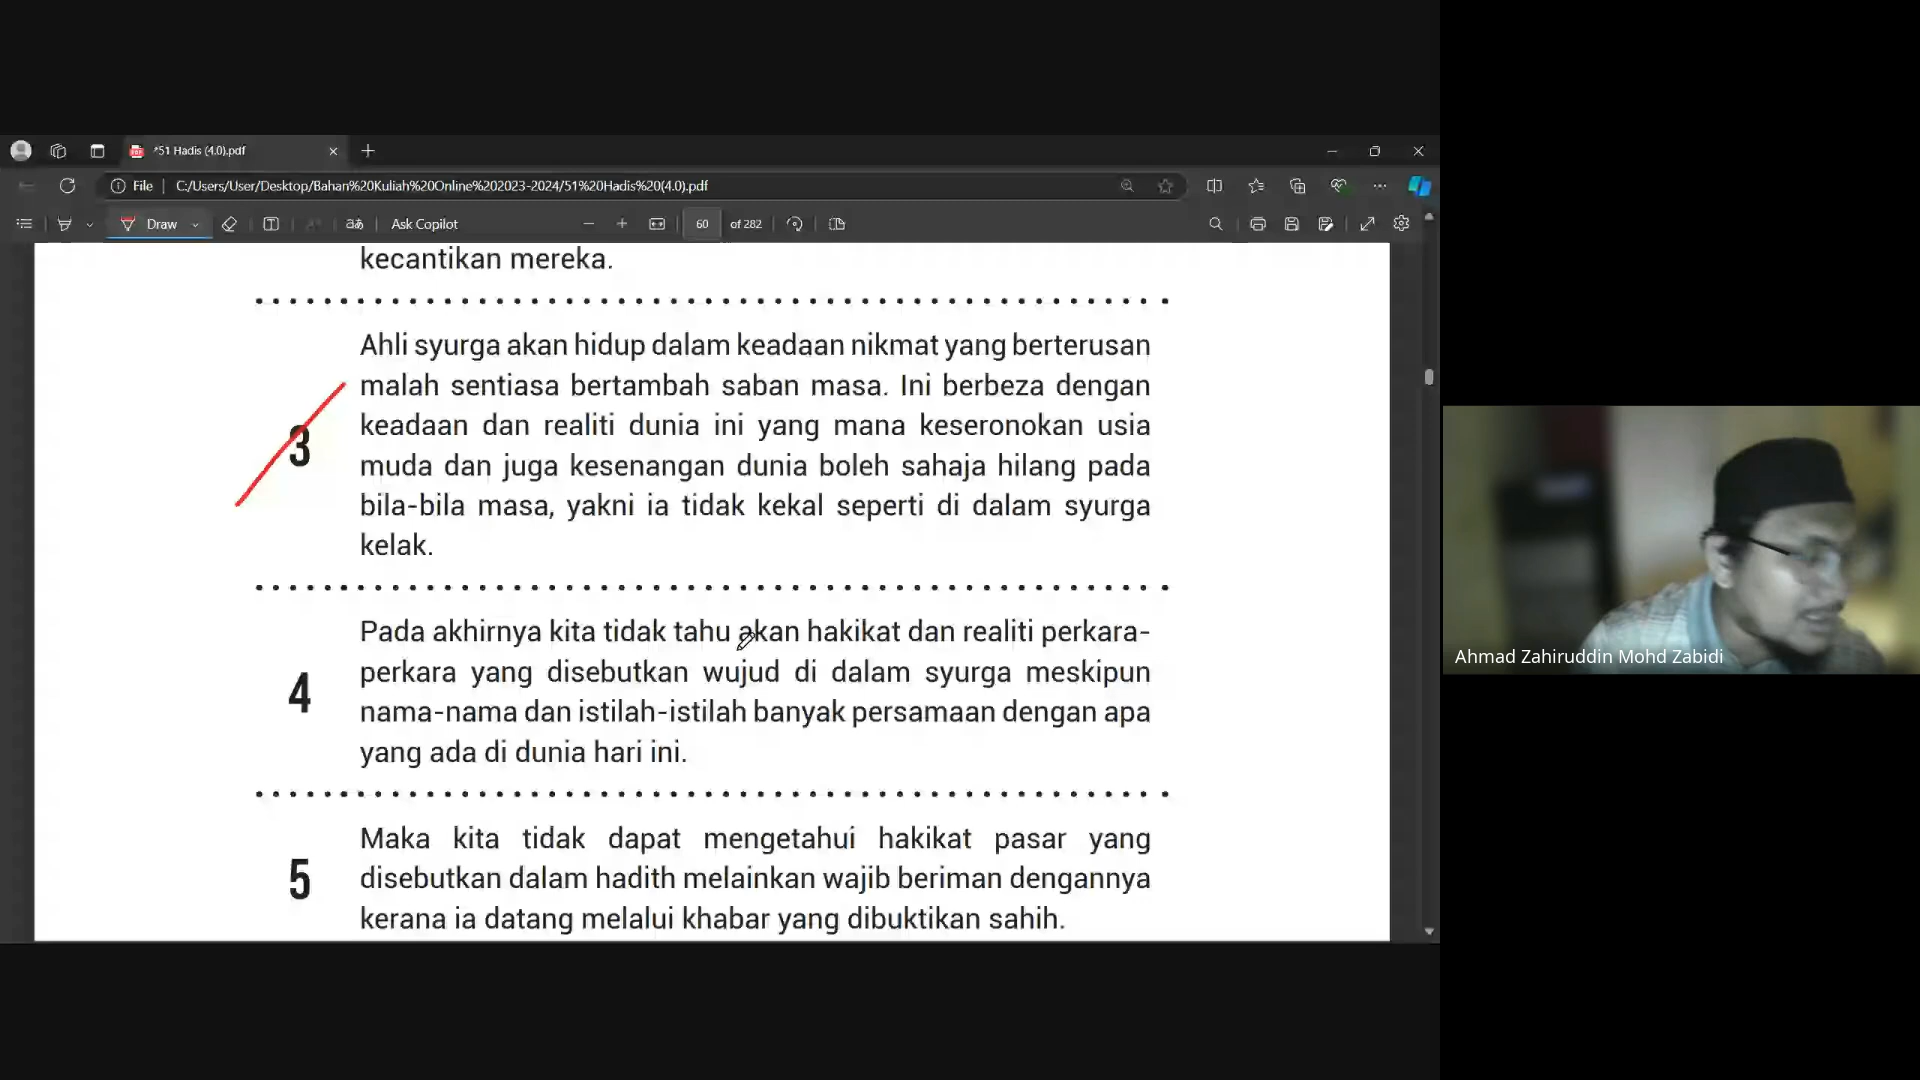 *51 Hadis (4.0).pdf
File
C:/Users/User/Desktop/Bahan%20Kuliah%20Online%202023-2024/51%20Hadis%20(4.0).pdf
Draw
aあ
Ask Copilot
60
of 282
kecantikan mereka.
3
Ahli syurga akan hidup dalam keadaan nikmat yang berterusan
malah sentiasa bertambah saban masa. Ini berbeza dengan
keadaan dan realiti dunia ini yang mana keseronokan usia
muda dan juga kesenangan dunia boleh sahaja hilang pada
bila-bila masa, yakni ia tidak kekal seperti di dalam syurga
kelak.
4
Pada akhirnya kita tidak tahu akan hakikat dan realiti perkara-
perkara yang disebutkan wujud di dalam syurga meskipun
nama-nama dan istilah-istilah banyak persamaan dengan apa
yang ada di dunia hari ini.
5
Maka kita tidak dapat mengetahui hakikat pasar yang
disebutkan dalam hadith melainkan wajib beriman dengannya
kerana ia datang melalui khabar yang dibuktikan sahih.
Ahmad Zahiruddin Mohd Zabidi